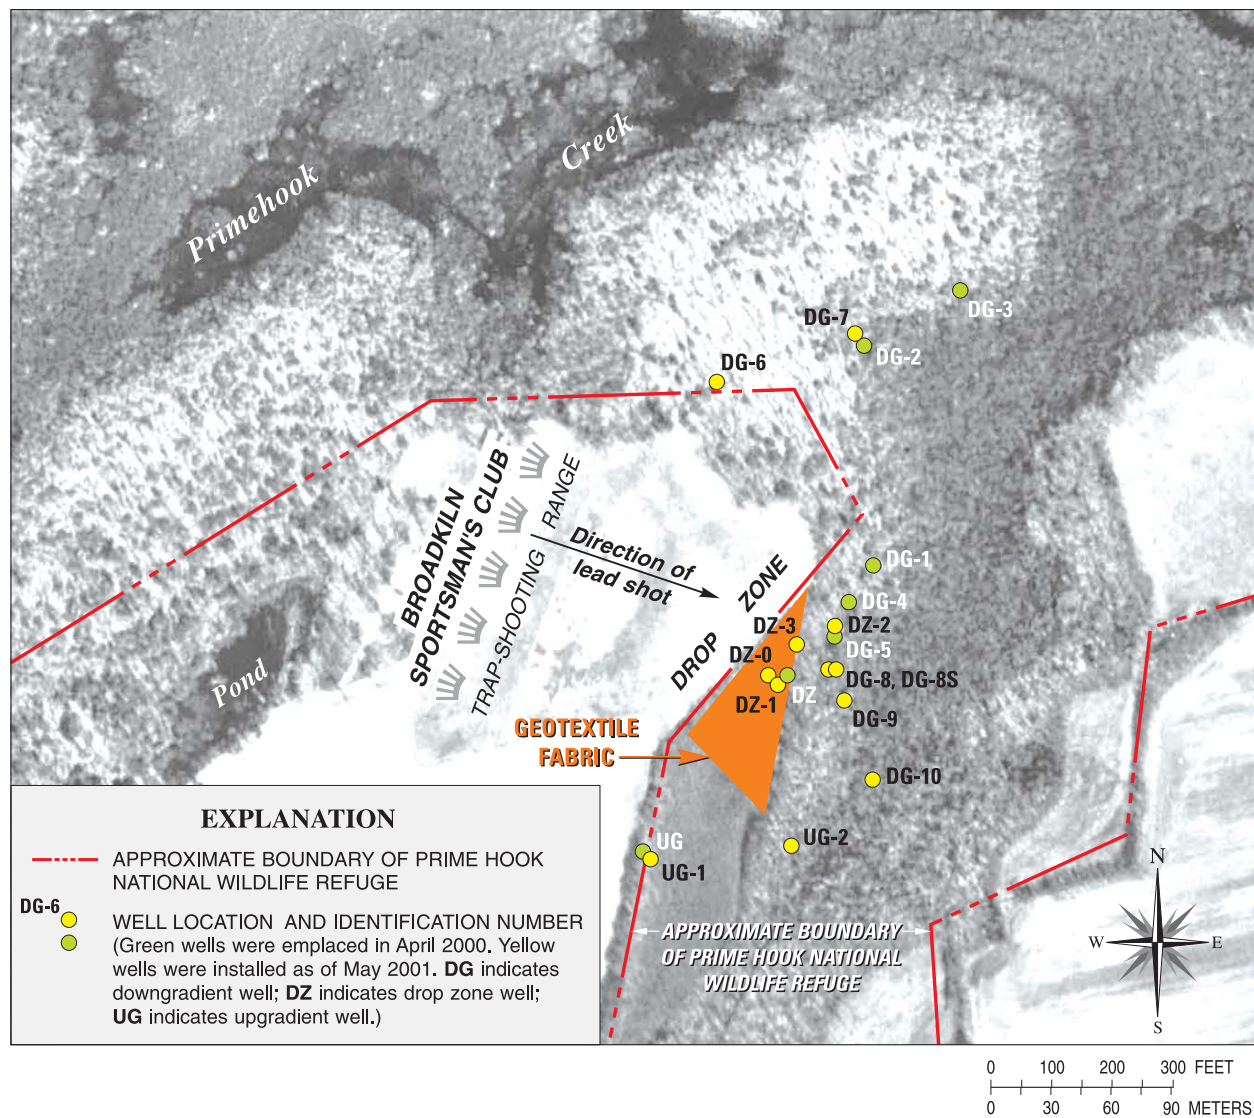 Primehook
Creek
DG-3
DG-7
DG-2
DG-6
BROADKILN
SPORTSMAN'S CLUB
TRAP-SHOOTING RANGE
Direction of
lead shot
DROP ZONE
DG-1
DG-4
DZ-2
DG-5
DZ-3
DZ-0
DZ
DZ-1
DG-8, DG-8S
DG-9
DG-10
Pond
GEOTEXTILE
FABRIC
UG
UG-1
UG-2
APPROXIMATE BOUNDARY
OF PRIME HOOK NATIONAL
WILDLIFE REFUGE
EXPLANATION
APPROXIMATE BOUNDARY OF PRIME HOOK
NATIONAL WILDLIFE REFUGE
DG-6
WELL LOCATION AND IDENTIFICATION NUMBER
(Green wells were emplaced in April 2000. Yellow
wells were installed as of May 2001. DG indicates
downgradient well; DZ indicates drop zone well;
UG indicates upgradient well.)
N
W E
S
0 100 200 300 FEET
0 30 60 90 METERS